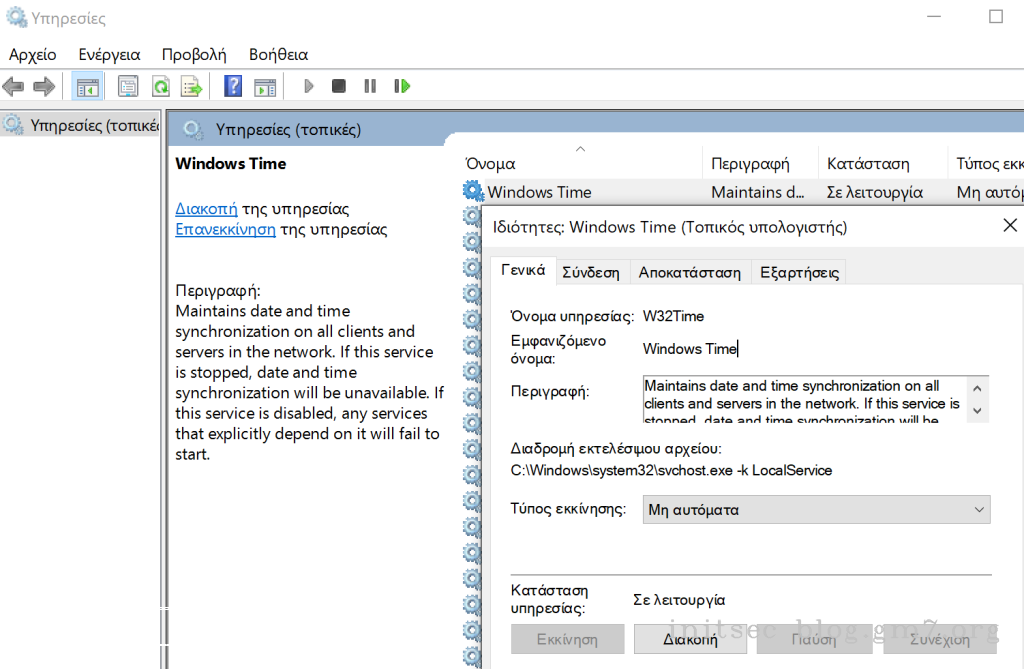 Υπηρεσίες
Αρχείο Ενέργεια Προβολή Βοήθεια
Υπηρεσίες (τοπικέ
Υπηρεσίες (τοπικές)
Windows Time
Διακοπή της υπηρεσίας
Επανεκκίνηση της υπηρεσίας
Περιγραφή:
Maintains date and time
synchronization on all clients and
servers in the network. If this service
is stopped, date and time
synchronization will be unavailable. If
this service is disabled, any services
that explicitly depend on it will fail to
start.
Όνομα Περιγραφή Κατάσταση Τύπος εκκ
Windows Time Maintains d... Σε λειτουργία Μη αυτόμ
Ιδιότητες: Windows Time (Τοπικός υπολογιστής)
Γενικά Σύνδεση Αποκατάσταση Εξαρτήσεις
Όνομα υπηρεσίας: W32Time
Εμφανιζόμενο
όνομα: Windows Time
Περιγραφή: Maintains date and time synchronization on all
clients and servers in the network. If this service is
stopped, date and time synchronization will be
Διαδρομή εκτελέσιμου αρχείου:
C:\Windows\system32\svchost.exe -k LocalService
Τύπος εκκίνησης: Μη αυτόματα
Κατάσταση
υπηρεσίας: Σε λειτουργία
Εκκίνηση Διακοπή Παύση Συνέχιση
initsec.blog.gm7.org